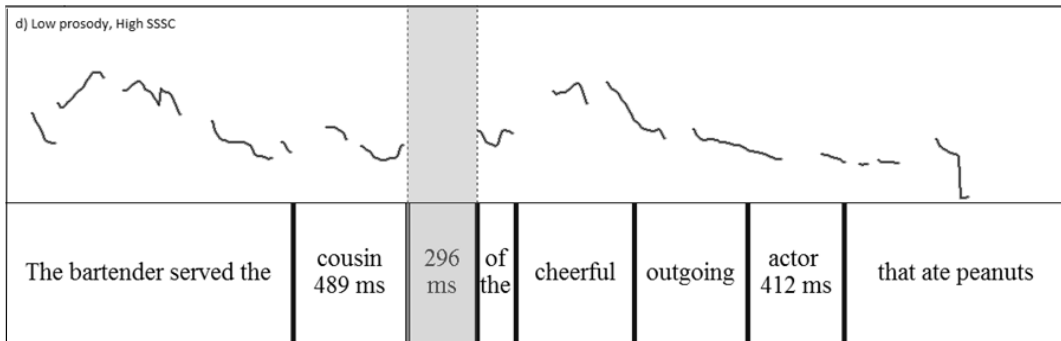 d) Low prosody, High SSSC
The bartender served the
cousin
489 ms
296
ms
of
the
cheerful
outgoing
actor
412 ms
that ate peanuts